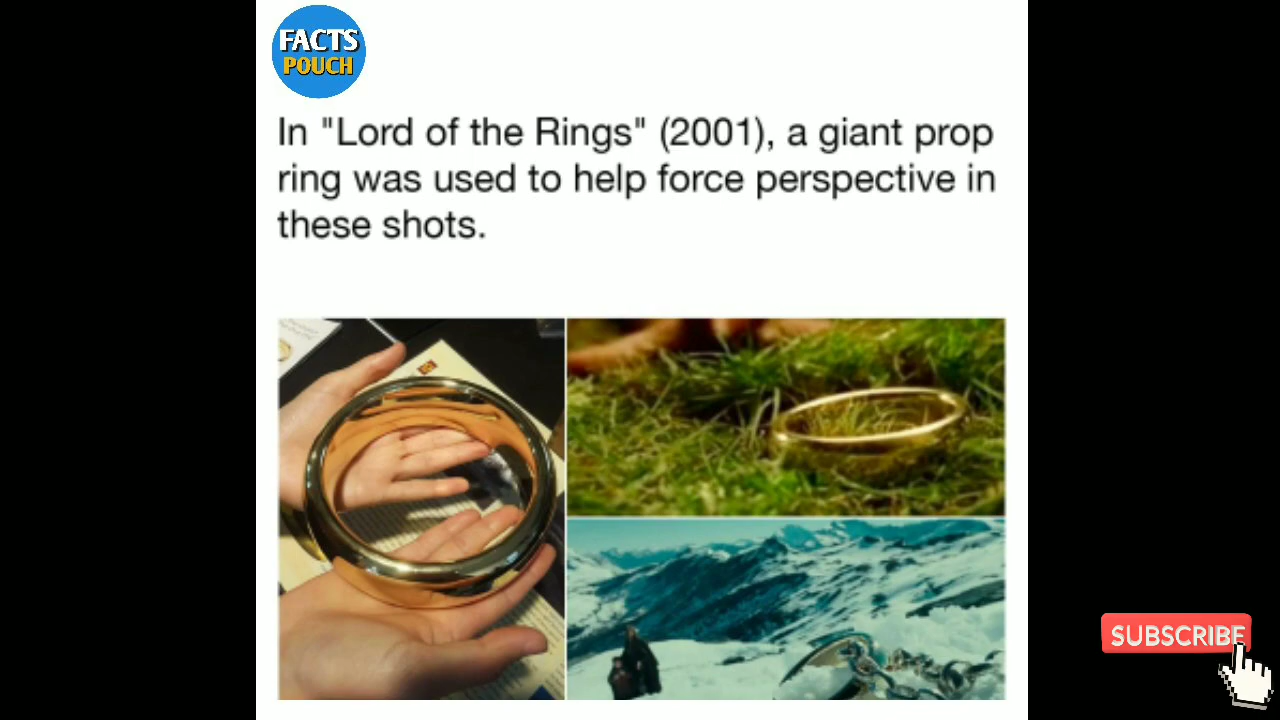 FACTS
POUCH
In "Lord of the Rings" (2001), a giant prop
ring was used to help force perspective in
these shots.
SUBSCRIBE